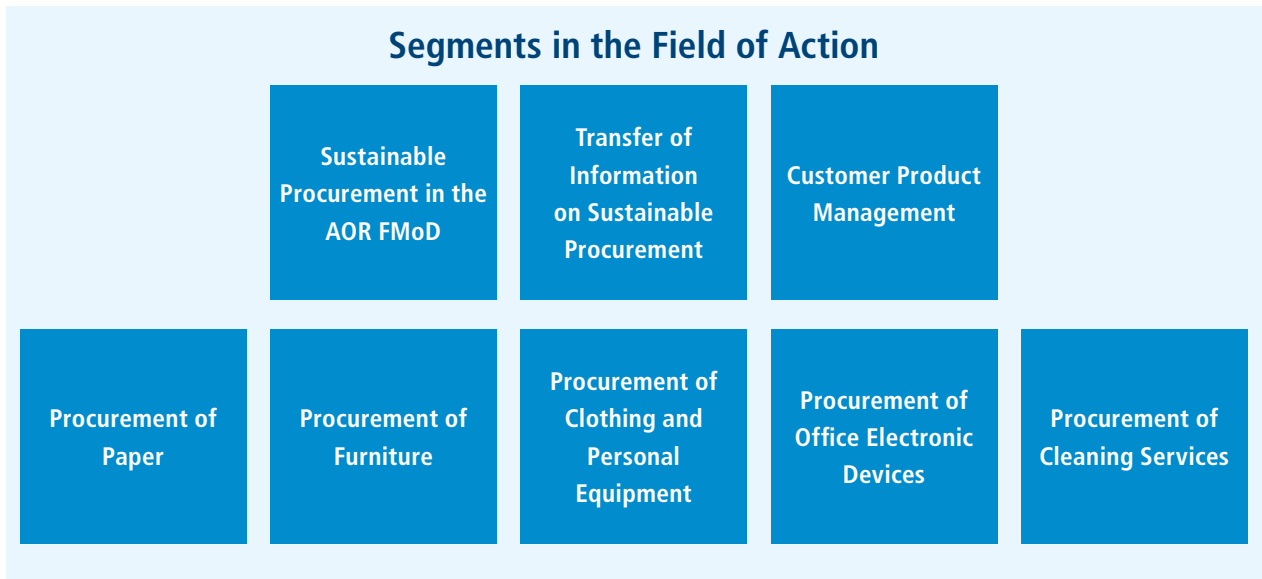 Segments in the Field of Action
Sustainable
Procurement in the
AOR FMoD
Transfer of
Information
on Sustainable
Procurement
Customer Product
Management
Procurement of
Paper
Procurement of
Furniture
Procurement of
Clothing and
Personal
Equipment
Procurement of
Office Electronic
Devices
Procurement of
Cleaning Services